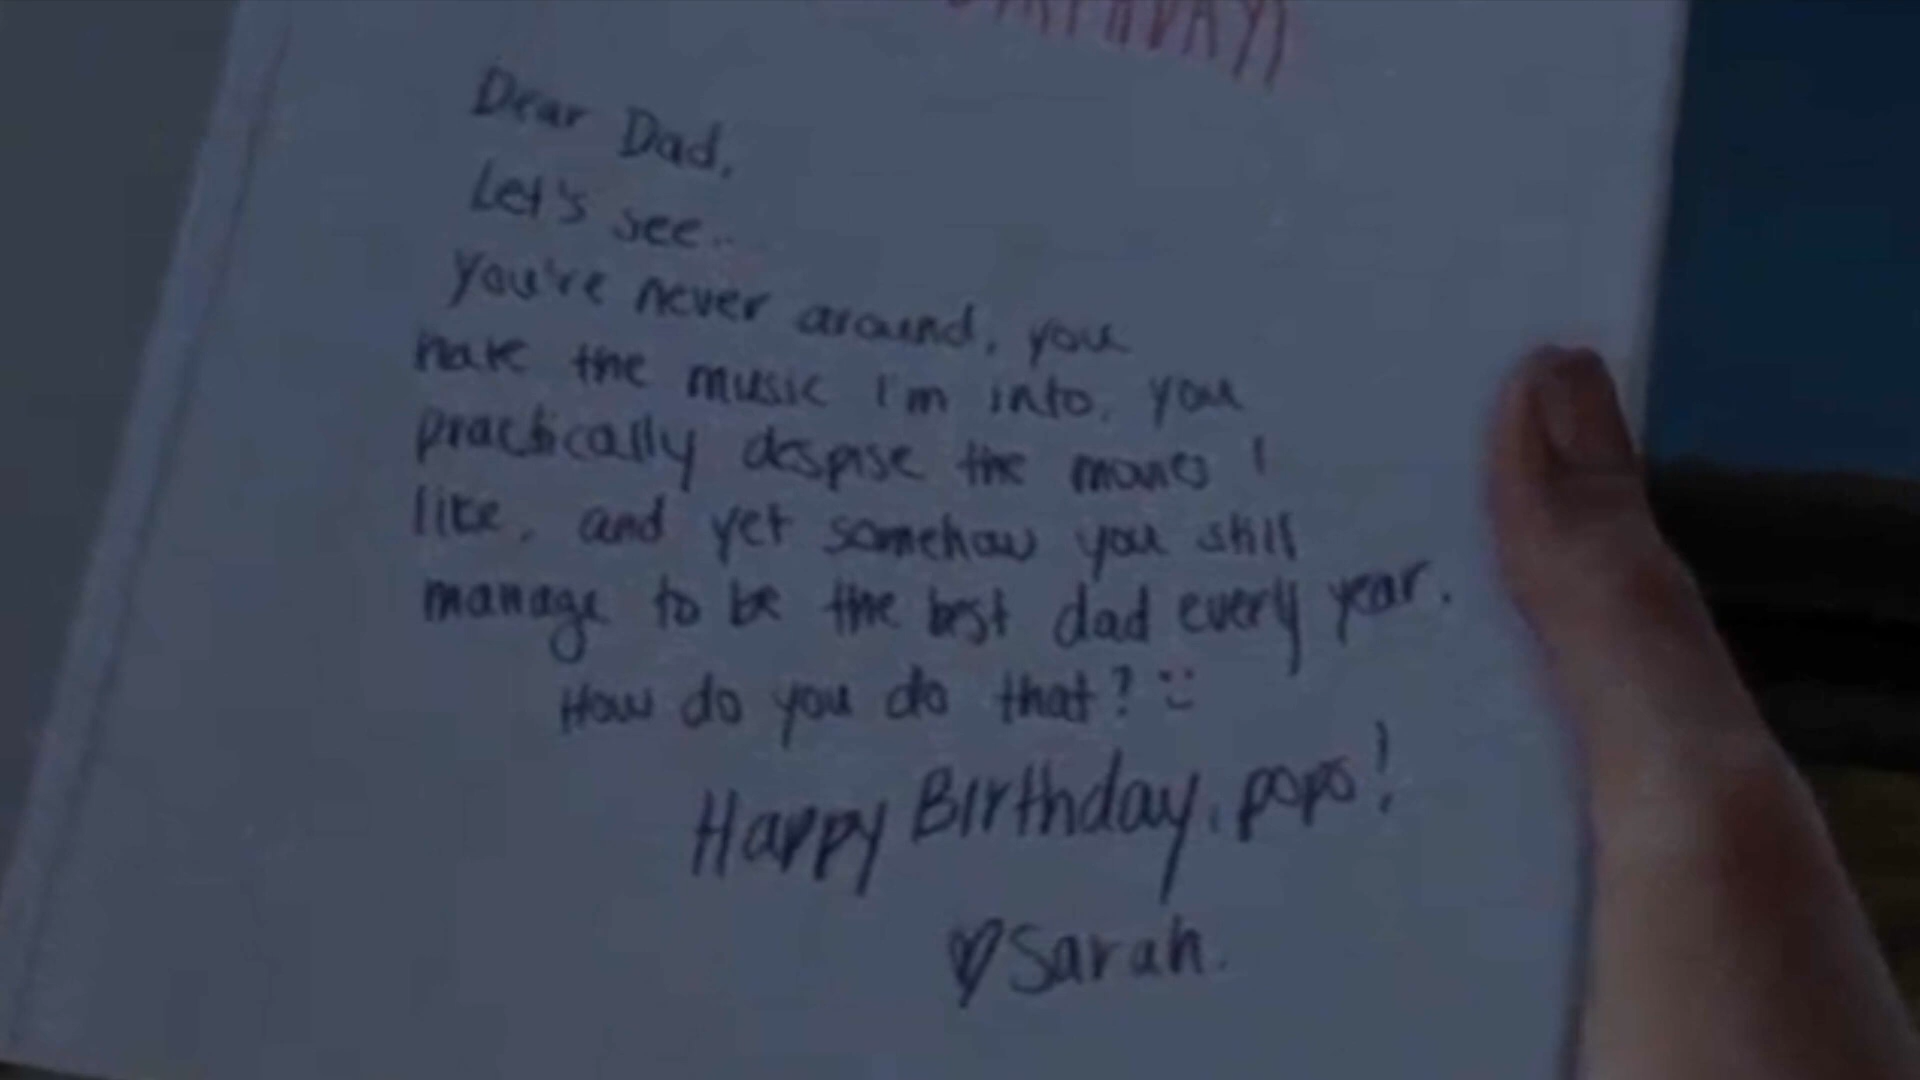 BIRTHDAY!
Dear Dad,
Let's see..
You're never around, you
hate the music I'm into, you
practically despise the movies I
like, and yet somehow you still
manage to be the best dad every year.
How do you do that? :)
Happy Birthday, pops!
♥Sarah.